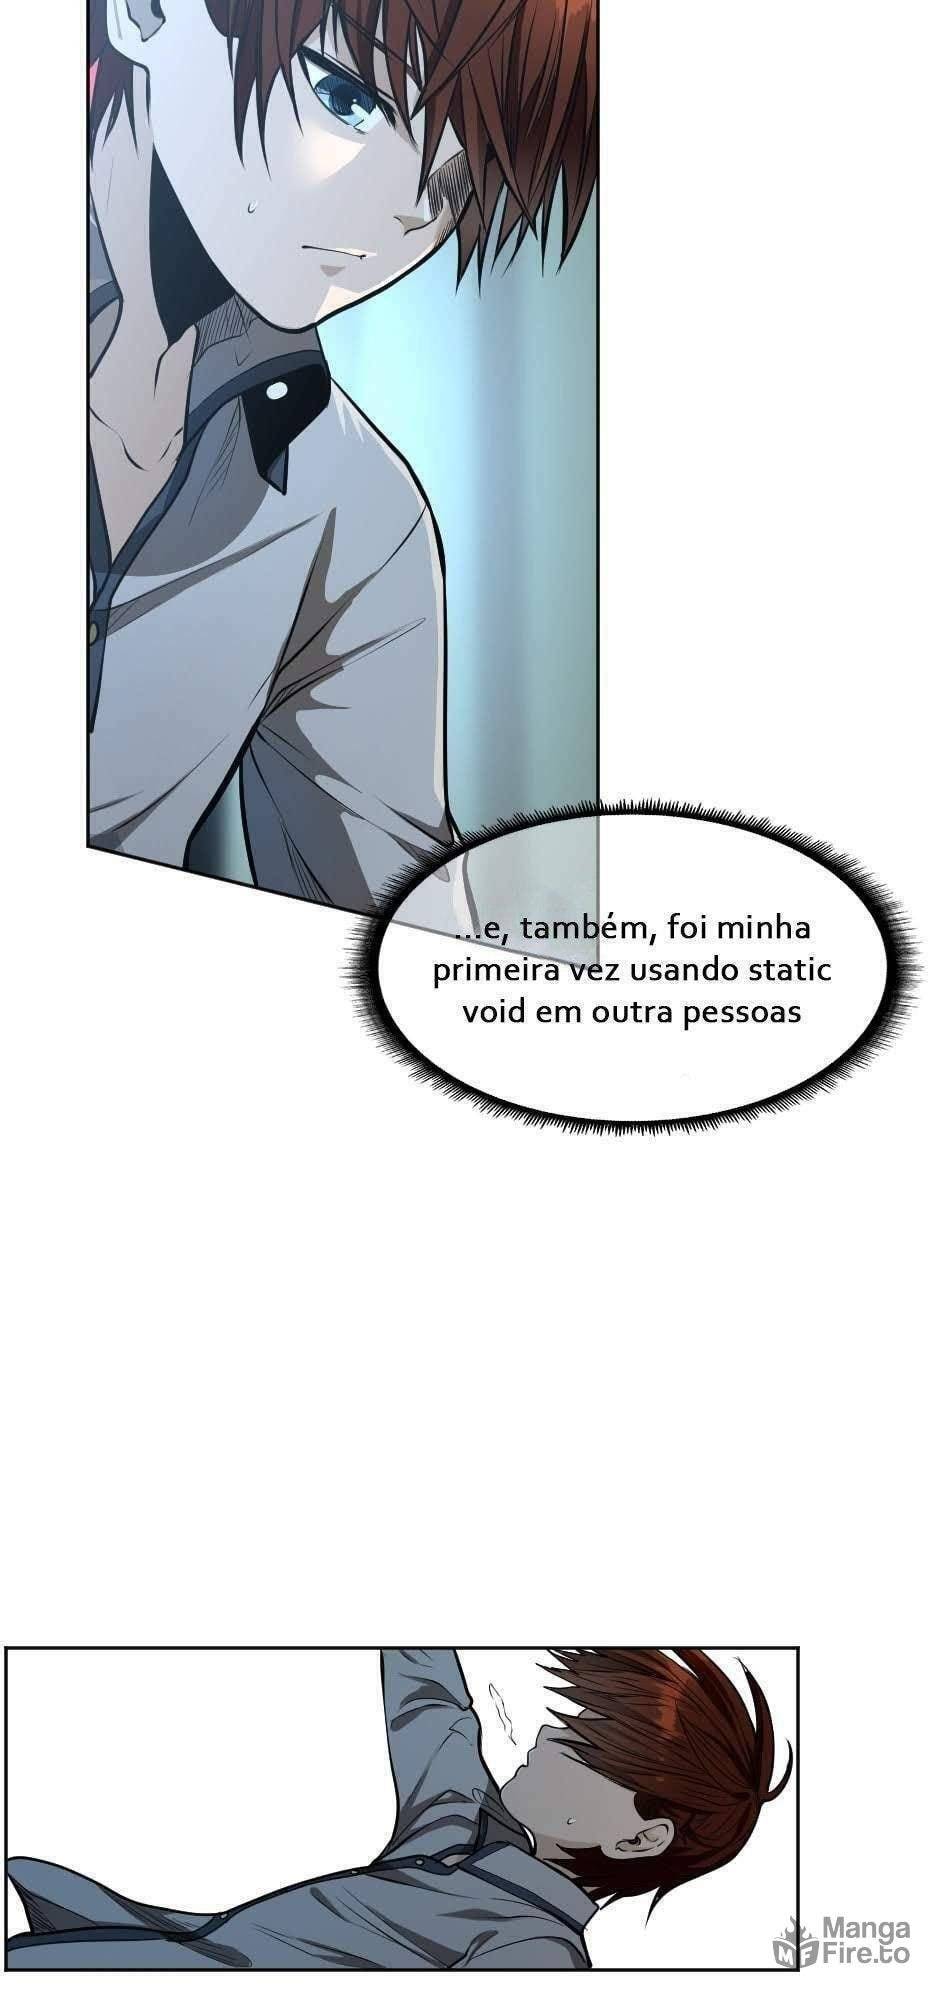 ...e, também, foi minha
primeira vez usando static
void em outra pessoas
Manga
Fire.to